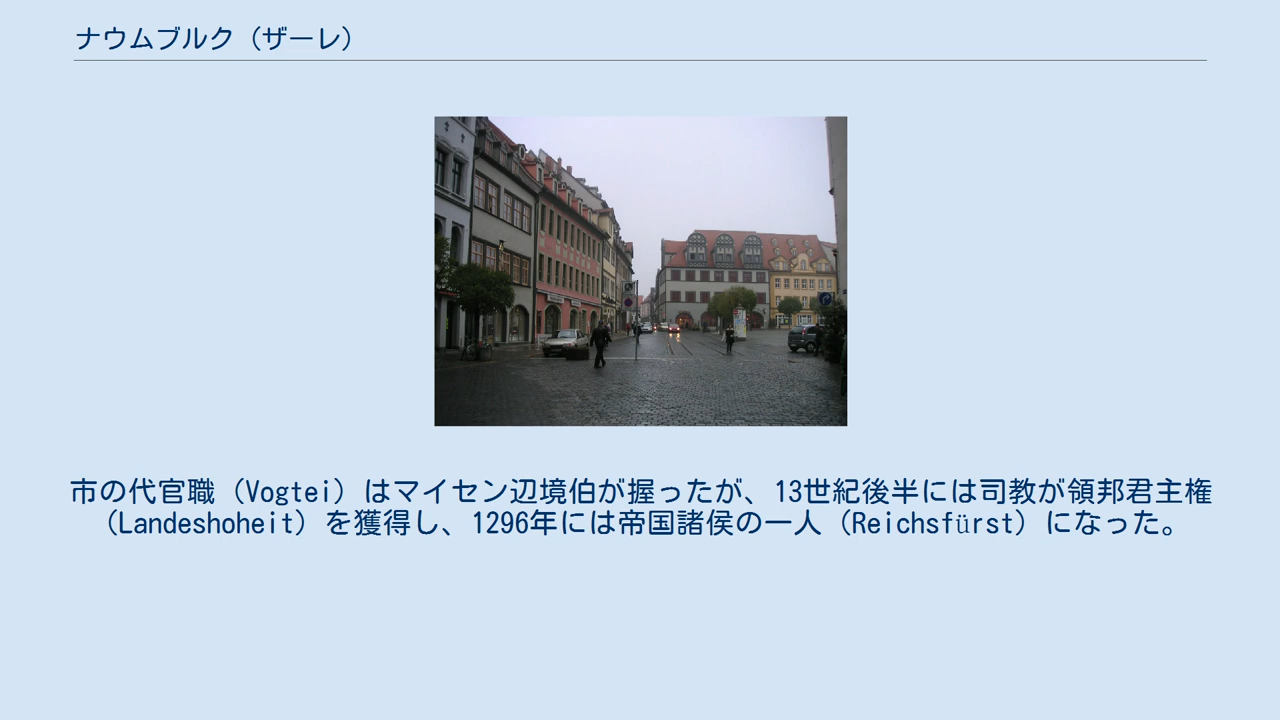 ナウムブルク（ザーレ）
市の代官職（Vogtei）はマイセン辺境伯が握ったが、13世紀後半には司教が領邦君主権
（Landeshoheit）を獲得し、1296年には帝国諸侯の一人（Reichsfürst）になった。